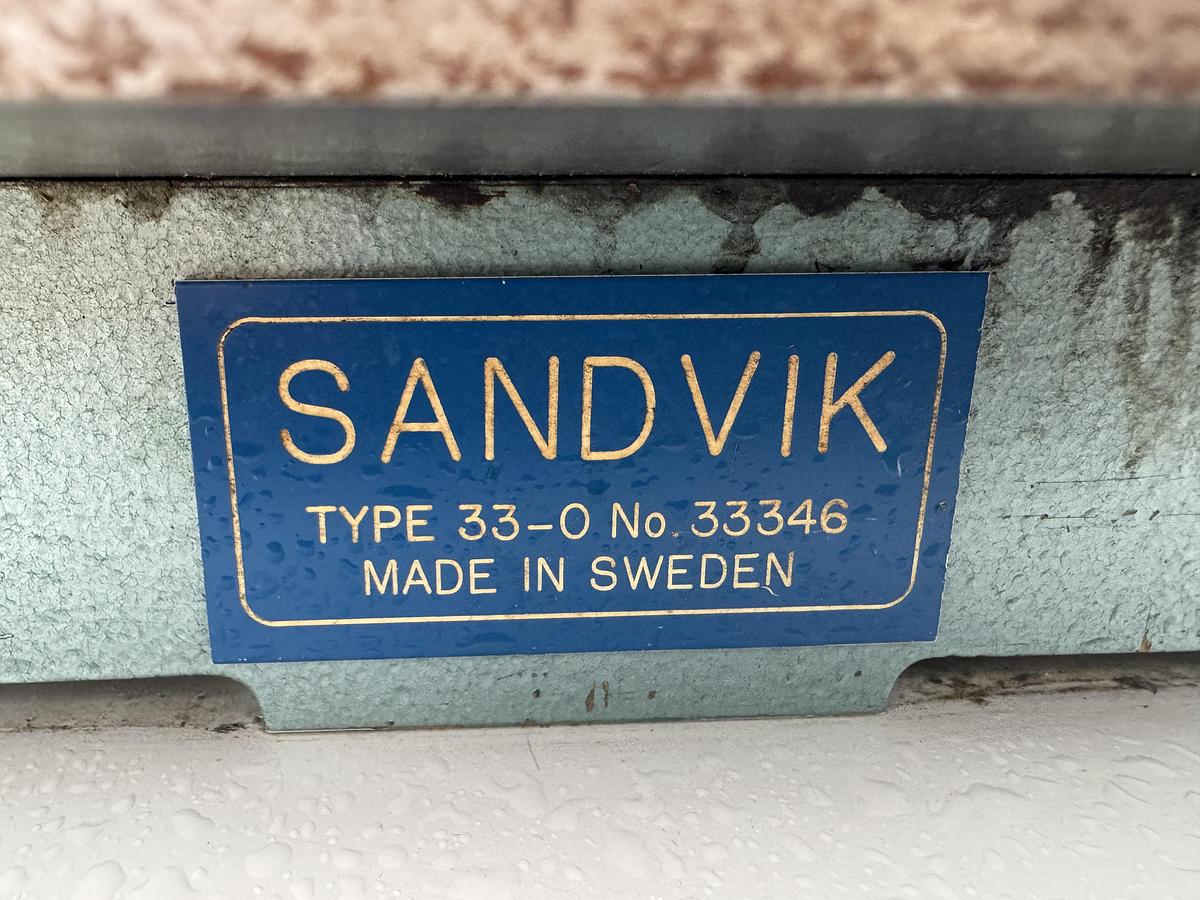 SANDVIK
TYPE 33-0 No. 33346
MADE IN SWEDEN